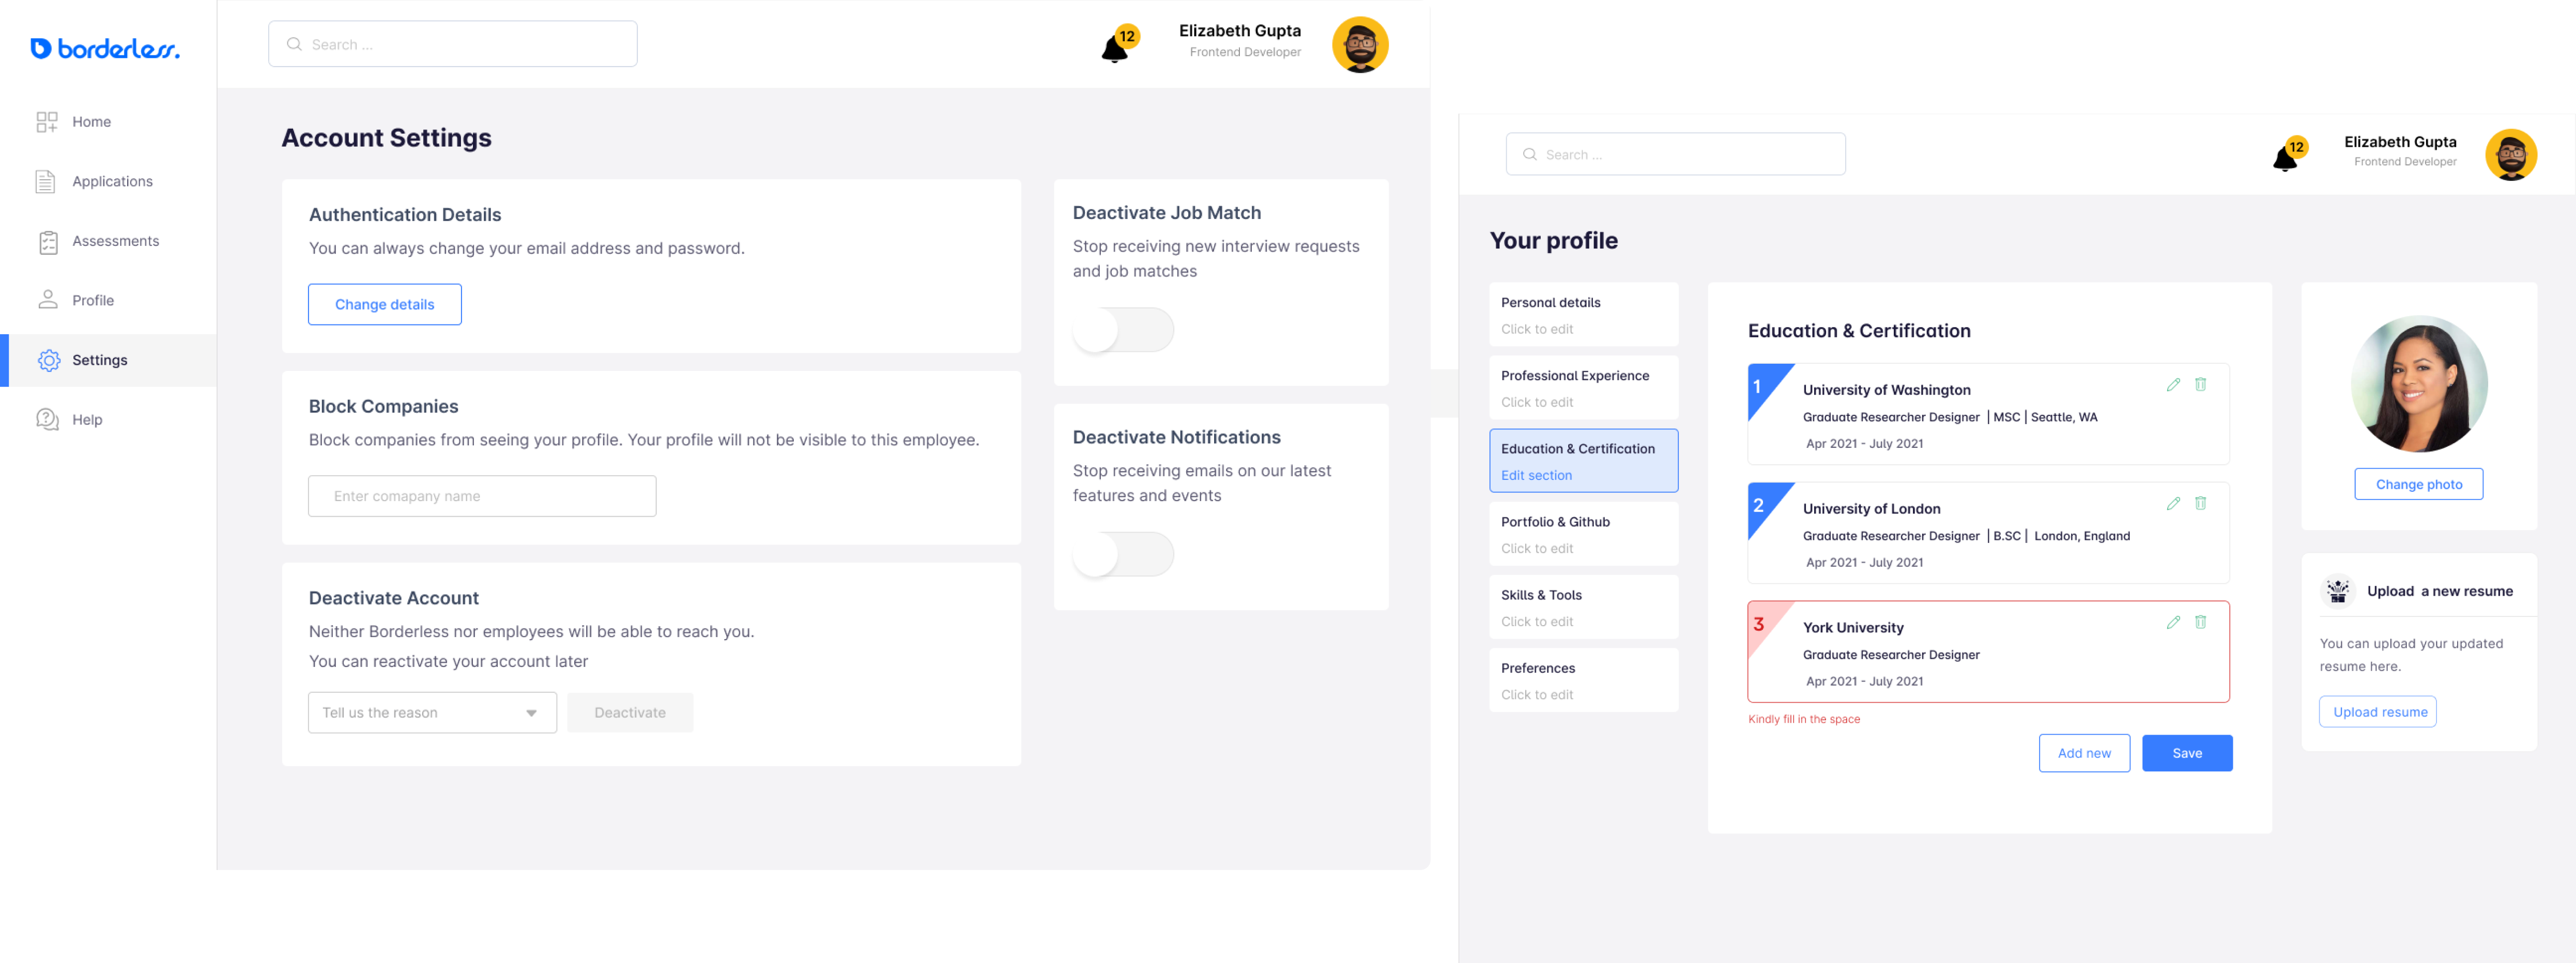 borderless.
Home
Applications
Assessments
Profile
Settings
Help
Search ...
12
Elizabeth Gupta
Frontend Developer
Account Settings
Authentication Details
You can always change your email address and password.
Change details
Block Companies
Block companies from seeing your profile. Your profile will not be visible to this employee.
Enter comapany name
Deactivate Account
Neither Borderless nor employees will be able to reach you.
You can reactivate your account later
Tell us the reason
Deactivate
Deactivate Job Match
Stop receiving new interview requests
and job matches
Deactivate Notifications
Stop receiving emails on our latest
features and events
Search ...
12
Elizabeth Gupta
Frontend Developer
Your profile
Personal details
Click to edit
Professional Experience
Click to edit
Education & Certification
Edit section
Portfolio & Github
Click to edit
Skills & Tools
Click to edit
Preferences
Click to edit
Education & Certification
1
University of Washington
Graduate Researcher Designer | MSC | Seattle, WA
Apr 2021 - July 2021
2
University of London
Graduate Researcher Designer | B.SC | London, England
Apr 2021 - July 2021
3
York University
Graduate Researcher Designer
Apr 2021 - July 2021
Kindly fill in the space
Add new
Save
Change photo
Upload a new resume
You can upload your updated
resume here.
Upload resume